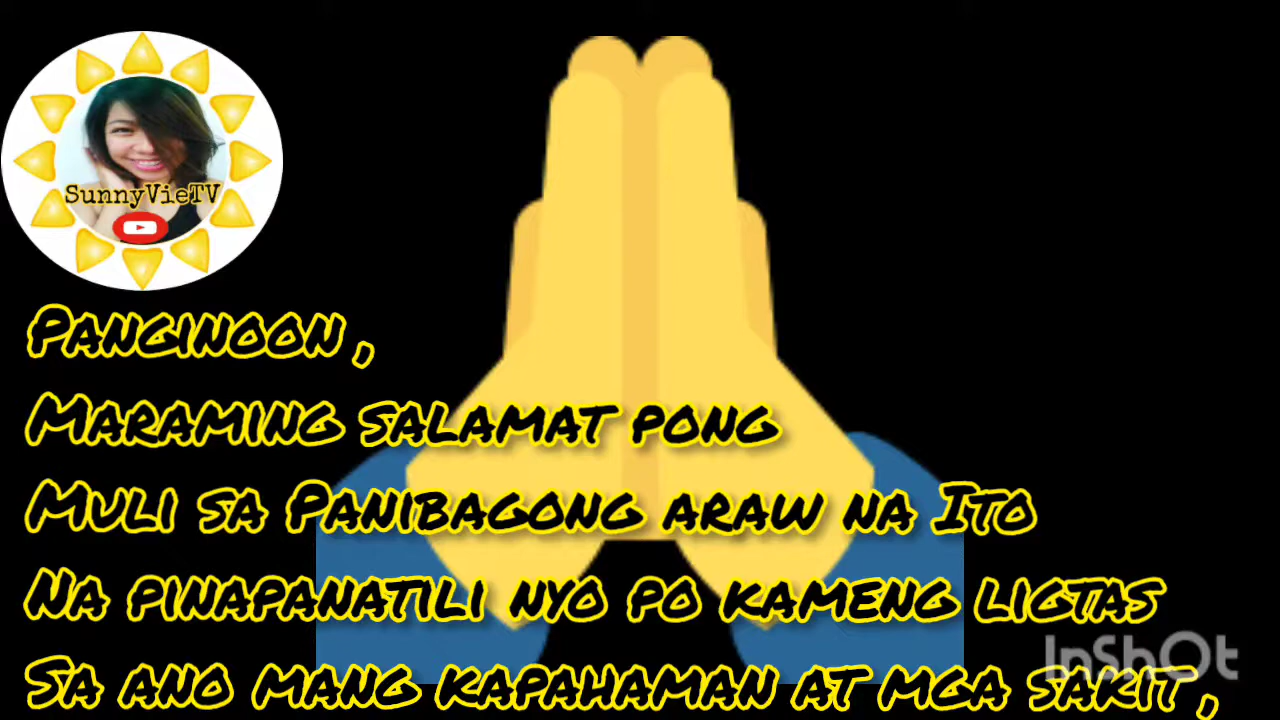 SunnyVieTV
Panginoon,
Maraming salamat pong
Muli sa Panibagong araw na Ito
Na pinapanatili nyo po kameng ligtas
Sa ano mang kapahaman at mga sakit,
InShOt